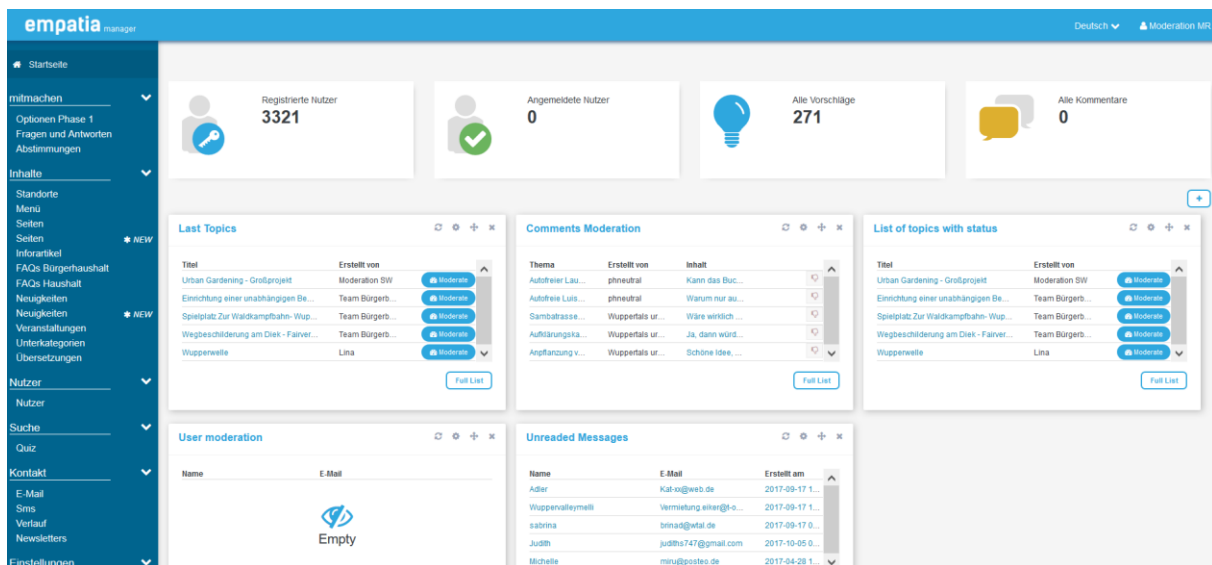 empatia manager
Deutsch
Moderation MR
Startseite
mitmachen
Optionen Phase 1
Fragen und Antworten
Abstimmungen
Inhalte
Standorte
Menü
Seiten
Seiten NEW
Inforartikel
FAQs Bürgerhaushalt
FAQs Haushalt
Neuigkeiten
Neuigkeiten NEW
Veranstaltungen
Unterkategorien
Übersetzungen
Nutzer
Nutzer
Suche
Quiz
Kontakt
E-Mail
Sms
Verlauf
Newsletters
Einstellungen
Registrierte Nutzer
3321
Angemeldete Nutzer
0
Alle Vorschläge
271
Alle Kommentare
0
+
Last Topics
Titel Erstellt von
Urban Gardening - Großprojekt Moderation SW Moderate
Einrichtung einer unabhängigen Be... Team Bürgerb... Moderate
Spielplatz Zur Waldkampfbahn- Wup... Team Bürgerb... Moderate
Wegbeschilderung am Diek - Fairver... Team Bürgerb... Moderate
Wupperwelle Lina Moderate
Full List
Comments Moderation
Thema Erstellt von Inhalt
Autofreier Lau... phneutral Kann das Buc...
Autofreie Luis... phneutral Warum nur au...
Sambatrasse... Wuppertals ur... Wäre wirklich ...
Aufklärungska... Wuppertals ur... Ja, dann würd...
Anpflanzung v... Wuppertals ur... Schöne Idee, ...
Full List
List of topics with status
Titel Erstellt von
Urban Gardening - Großprojekt Moderation SW Moderate
Einrichtung einer unabhängigen Be... Team Bürgerb... Moderate
Spielplatz Zur Waldkampfbahn- Wup... Team Bürgerb... Moderate
Wegbeschilderung am Diek - Fairver... Team Bürgerb... Moderate
Wupperwelle Lina Moderate
Full List
User moderation
Name E-Mail
Empty
Unreaded Messages
Name E-Mail Erstellt am
Adler Kat-xx@web.de 2017-09-17 1...
Wuppervalleymelli Vermietung.eiker@t-o... 2017-09-17 1...
sabrina brinad@wtal.de 2017-09-17 0...
Judith judiths747@gmail.com 2017-10-05 0...
Michelle miru@posteo.de 2017-04-28 1...